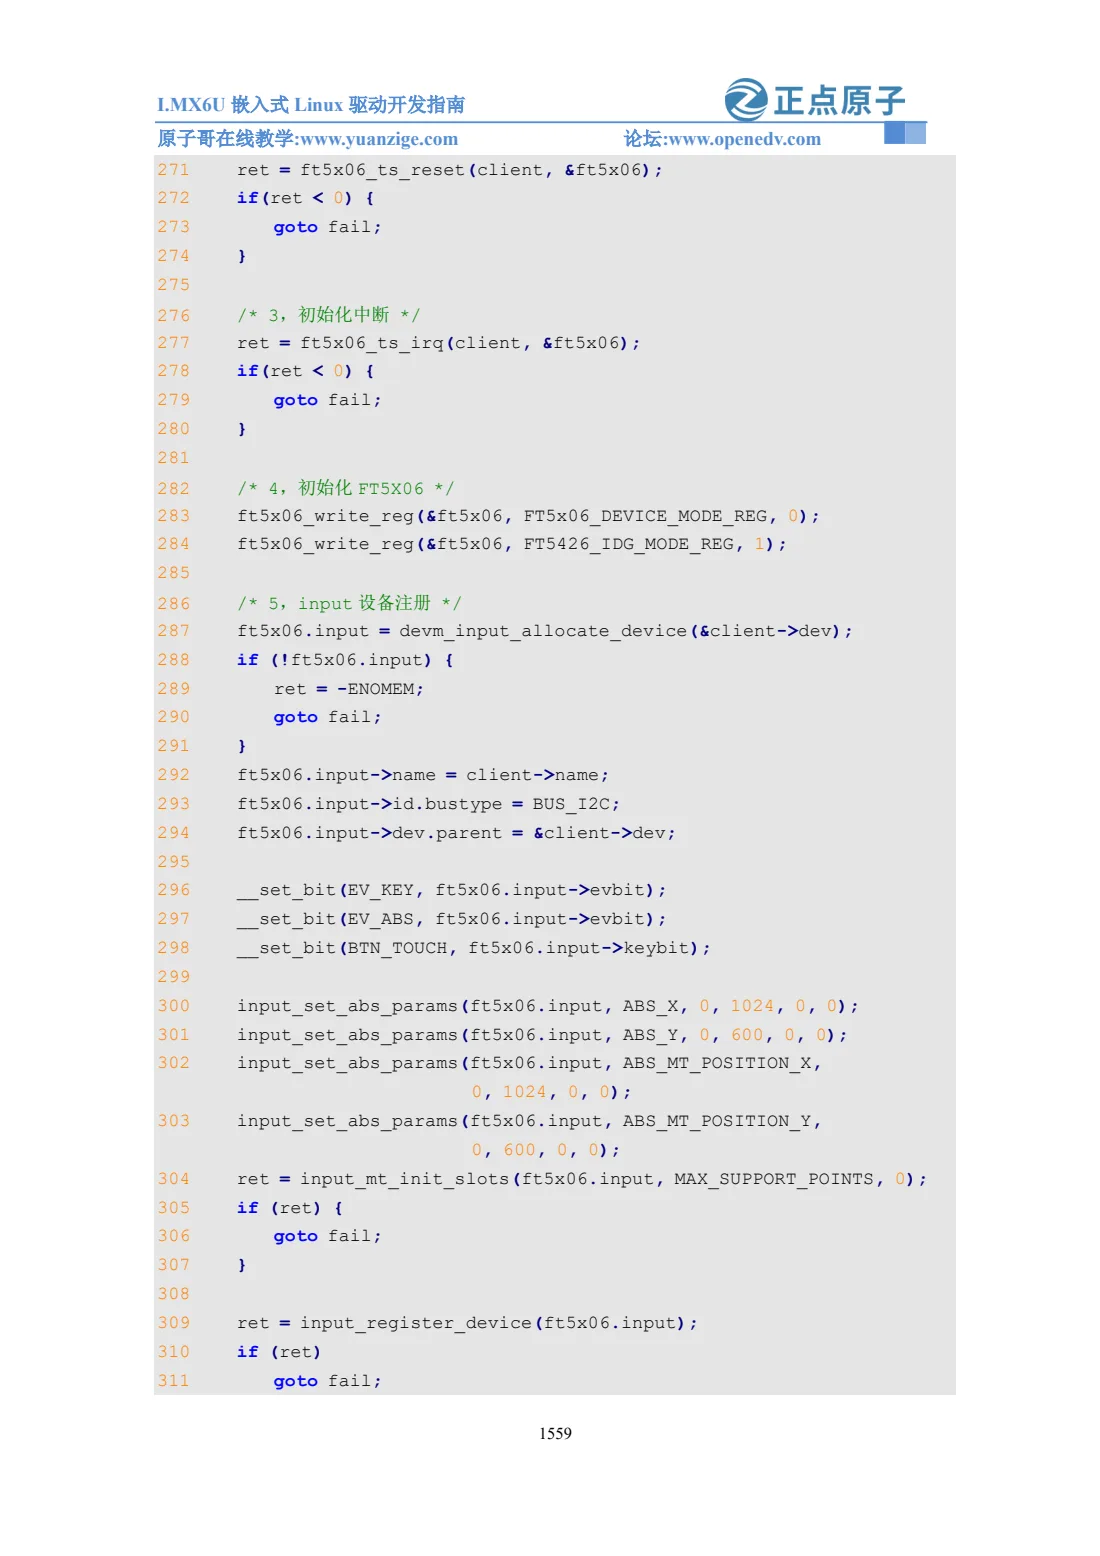 I.MX6U 嵌入式 Linux 驱动开发指南
正点原子
原子哥在线教学:www.yuanzige.com 论坛:www.openedv.com
271 ret = ft5x06_ts_reset(client, &ft5x06);
272 if(ret < 0) {
273 goto fail;
274 }
275
276 /* 3，初始化中断 */
277 ret = ft5x06_ts_irq(client, &ft5x06);
278 if(ret < 0) {
279 goto fail;
280 }
281
282 /* 4，初始化 FT5X06 */
283 ft5x06_write_reg(&ft5x06, FT5x06_DEVICE_MODE_REG, 0);
284 ft5x06_write_reg(&ft5x06, FT5426_IDG_MODE_REG, 1);
285
286 /* 5，input 设备注册 */
287 ft5x06.input = devm_input_allocate_device(&client->dev);
288 if (!ft5x06.input) {
289 ret = -ENOMEM;
290 goto fail;
291 }
292 ft5x06.input->name = client->name;
293 ft5x06.input->id.bustype = BUS_I2C;
294 ft5x06.input->dev.parent = &client->dev;
295
296 __set_bit(EV_KEY, ft5x06.input->evbit);
297 __set_bit(EV_ABS, ft5x06.input->evbit);
298 __set_bit(BTN_TOUCH, ft5x06.input->keybit);
299
300 input_set_abs_params(ft5x06.input, ABS_X, 0, 1024, 0, 0);
301 input_set_abs_params(ft5x06.input, ABS_Y, 0, 600, 0, 0);
302 input_set_abs_params(ft5x06.input, ABS_MT_POSITION_X,
0, 1024, 0, 0);
303 input_set_abs_params(ft5x06.input, ABS_MT_POSITION_Y,
0, 600, 0, 0);
304 ret = input_mt_init_slots(ft5x06.input, MAX_SUPPORT_POINTS, 0);
305 if (ret) {
306 goto fail;
307 }
308
309 ret = input_register_device(ft5x06.input);
310 if (ret)
311 goto fail;
1559